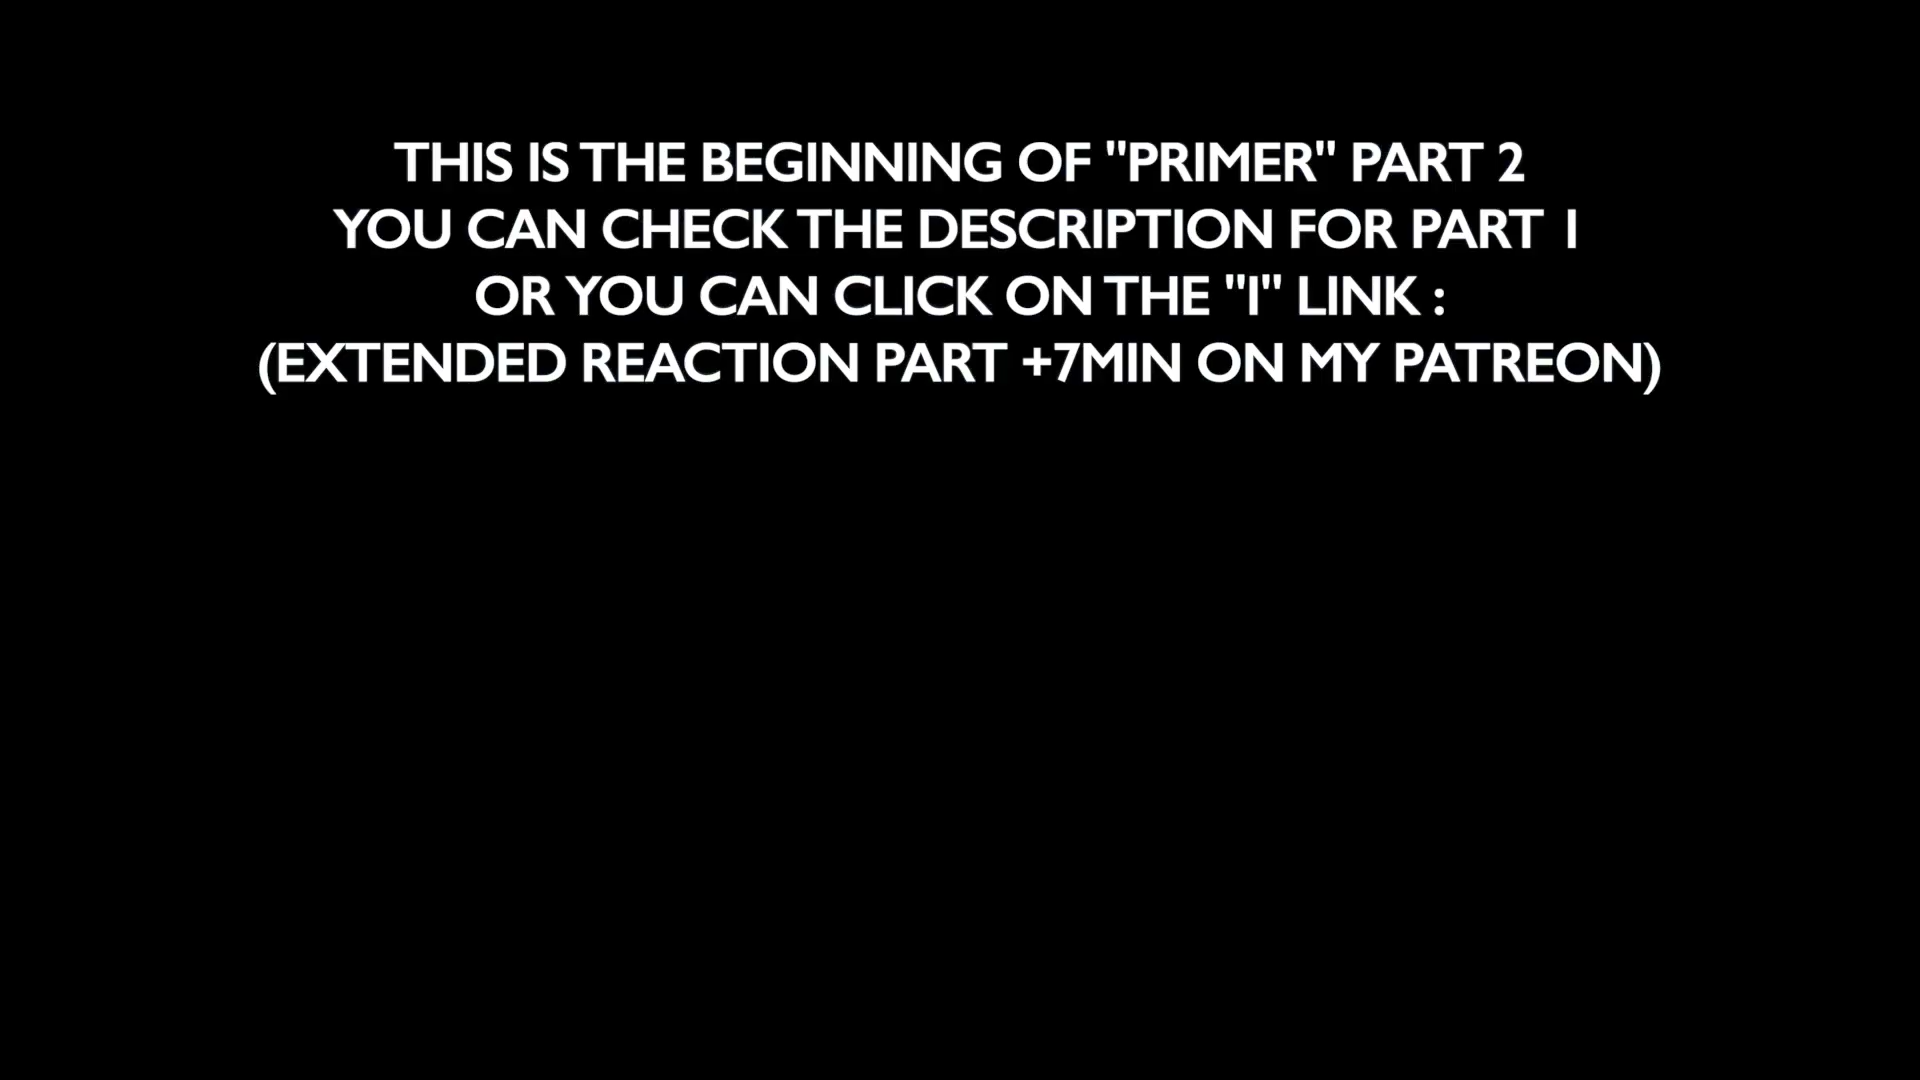 THIS IS THE BEGINNING OF "PRIMER" PART 2
YOU CAN CHECK THE DESCRIPTION FOR PART 1
OR YOU CAN CLICK ON THE "I" LINK :
(EXTENDED REACTION PART +7MIN ON MY PATREON)